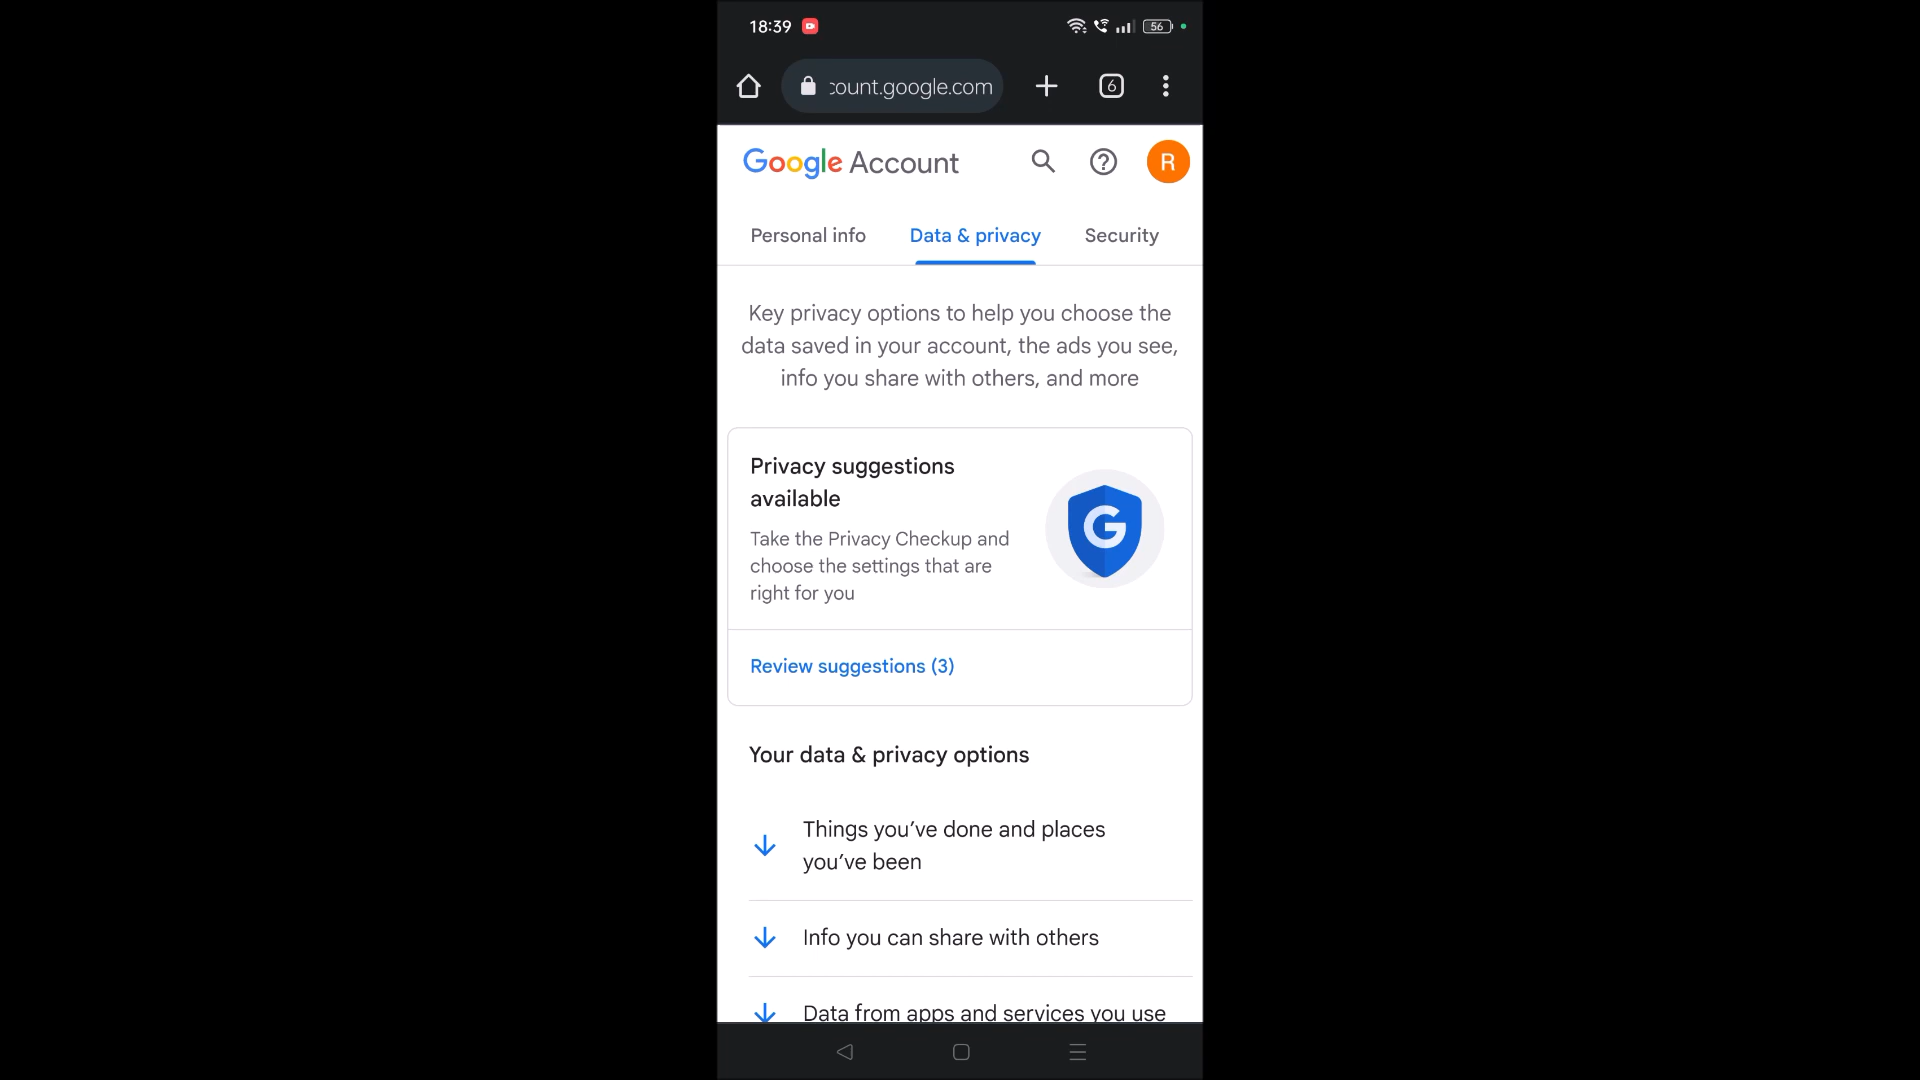 18:39
56
count.google.com
6
Google Account
R
Personal info Data & privacy Security
Key privacy options to help you choose the
data saved in your account, the ads you see,
info you share with others, and more
Privacy suggestions
available
Take the Privacy Checkup and
choose the settings that are
right for you
G
Review suggestions (3)
Your data & privacy options
Things you’ve done and places
you’ve been
Info you can share with others
Data from apps and services you use